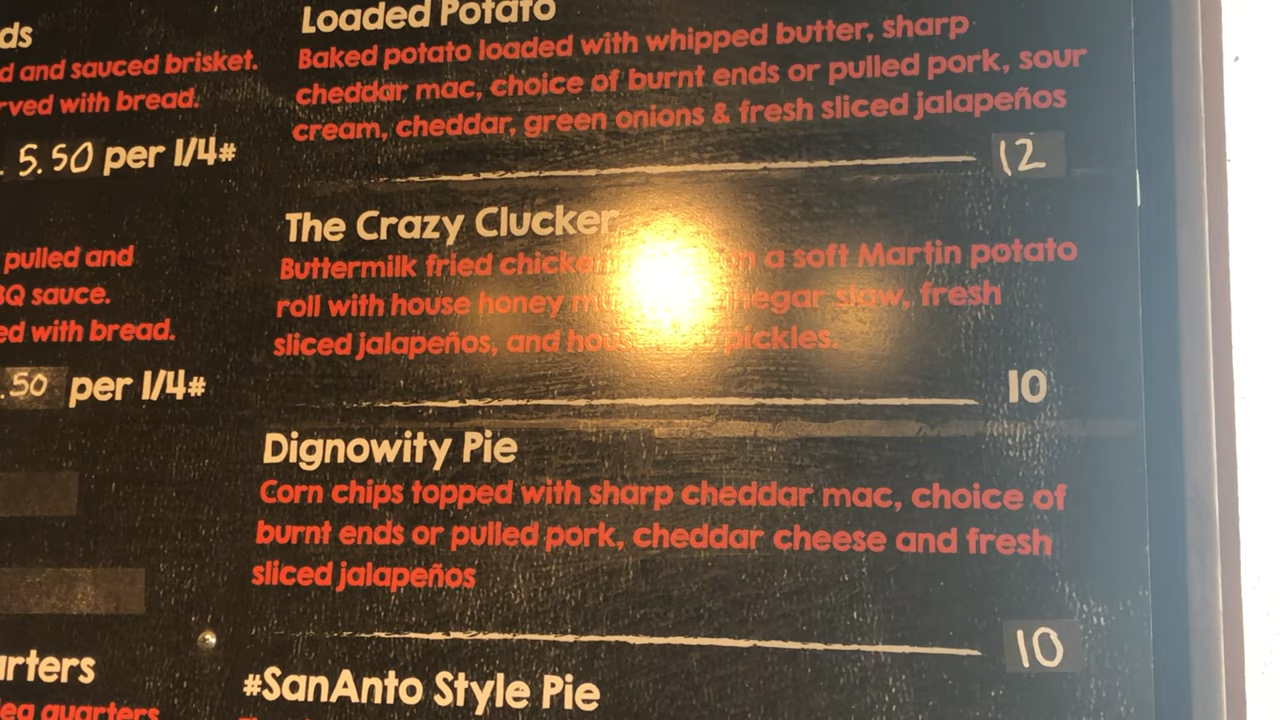 ds
d and sauced brisket.
rved with bread.
5.50 per 1/4#
pulled and
BQ sauce.
ed with bread.
.50 per 1/4#
arters
leg quarters
Loaded Potato
Baked potato loaded with whipped butter, sharp
cheddar mac, choice of burnt ends or pulled pork, sour
cream, cheddar, green onions & fresh sliced jalapeños
12
The Crazy Clucker
Buttermilk fried chicken a soft Martin potato
roll with house honey slaw, fresh
sliced jalapeños, and pickles.
10
Dignowity Pie
Corn chips topped with sharp cheddar mac, choice of
burnt ends or pulled pork, cheddar cheese and fresh
sliced jalapeños
10
#SanAnto Style Pie